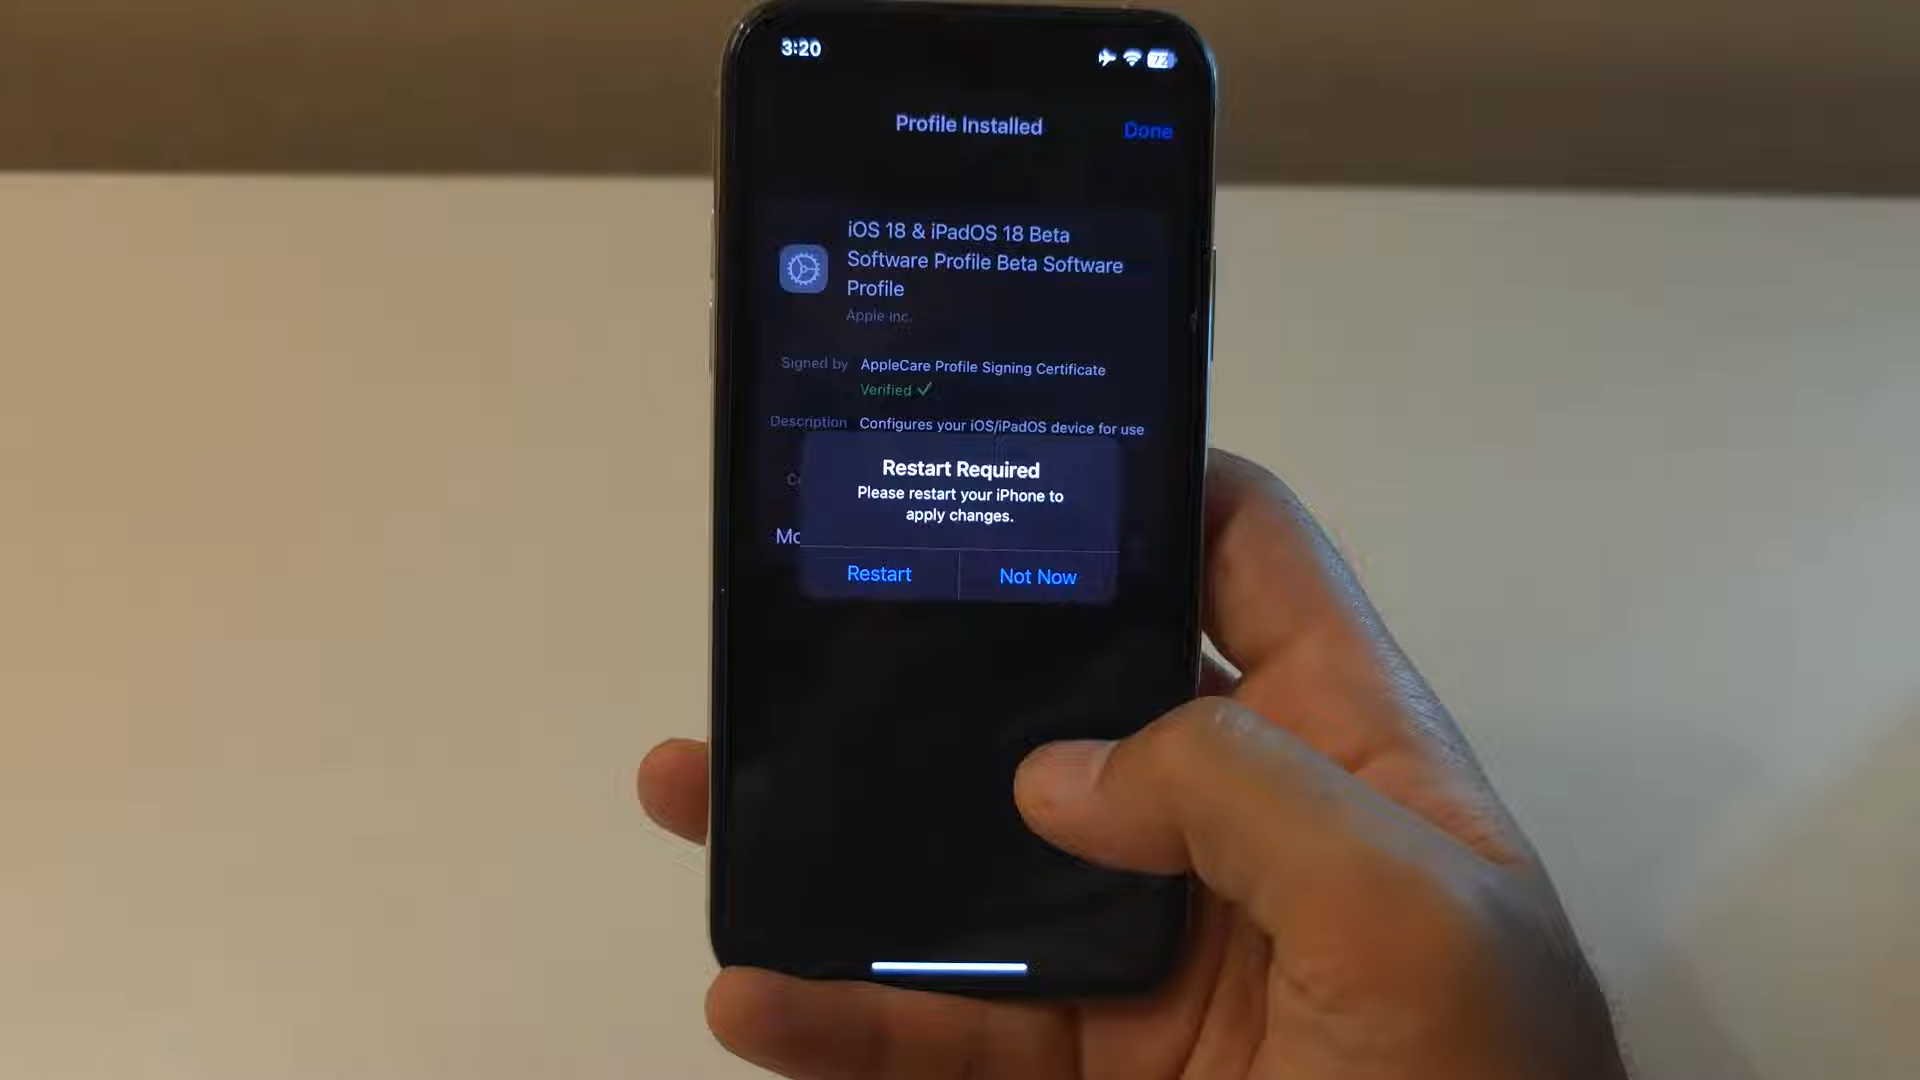 3:20
72
Profile Installed
Done
iOS 18 & iPadOS 18 Beta
Software Profile Beta Software
Profile
Apple Inc.
Signed by AppleCare Profile Signing Certificate
Verified
Description Configures your iOS/iPadOS device for use
Restart Required
Please restart your iPhone to
apply changes.
Restart
Not Now